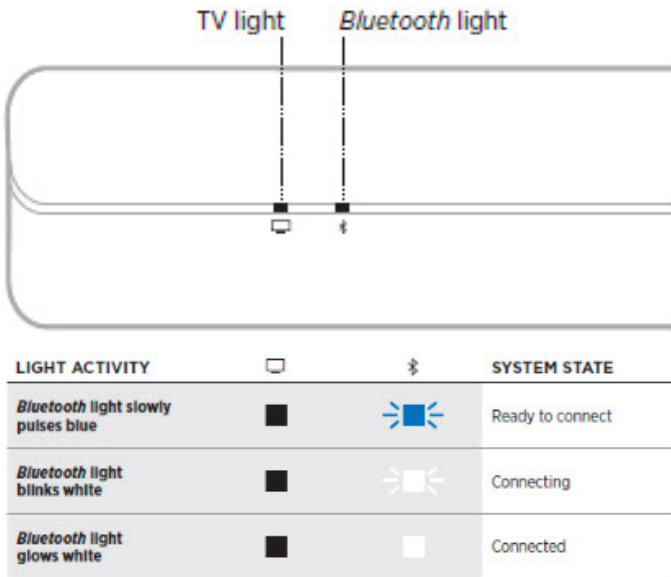 TV light Bluetooth light
LIGHT ACTIVITY SYSTEM STATE
Bluetooth light slowly
pulses blue
Ready to connect
Bluetooth light
blinks white
Connecting
Bluetooth light
glows white
Connected